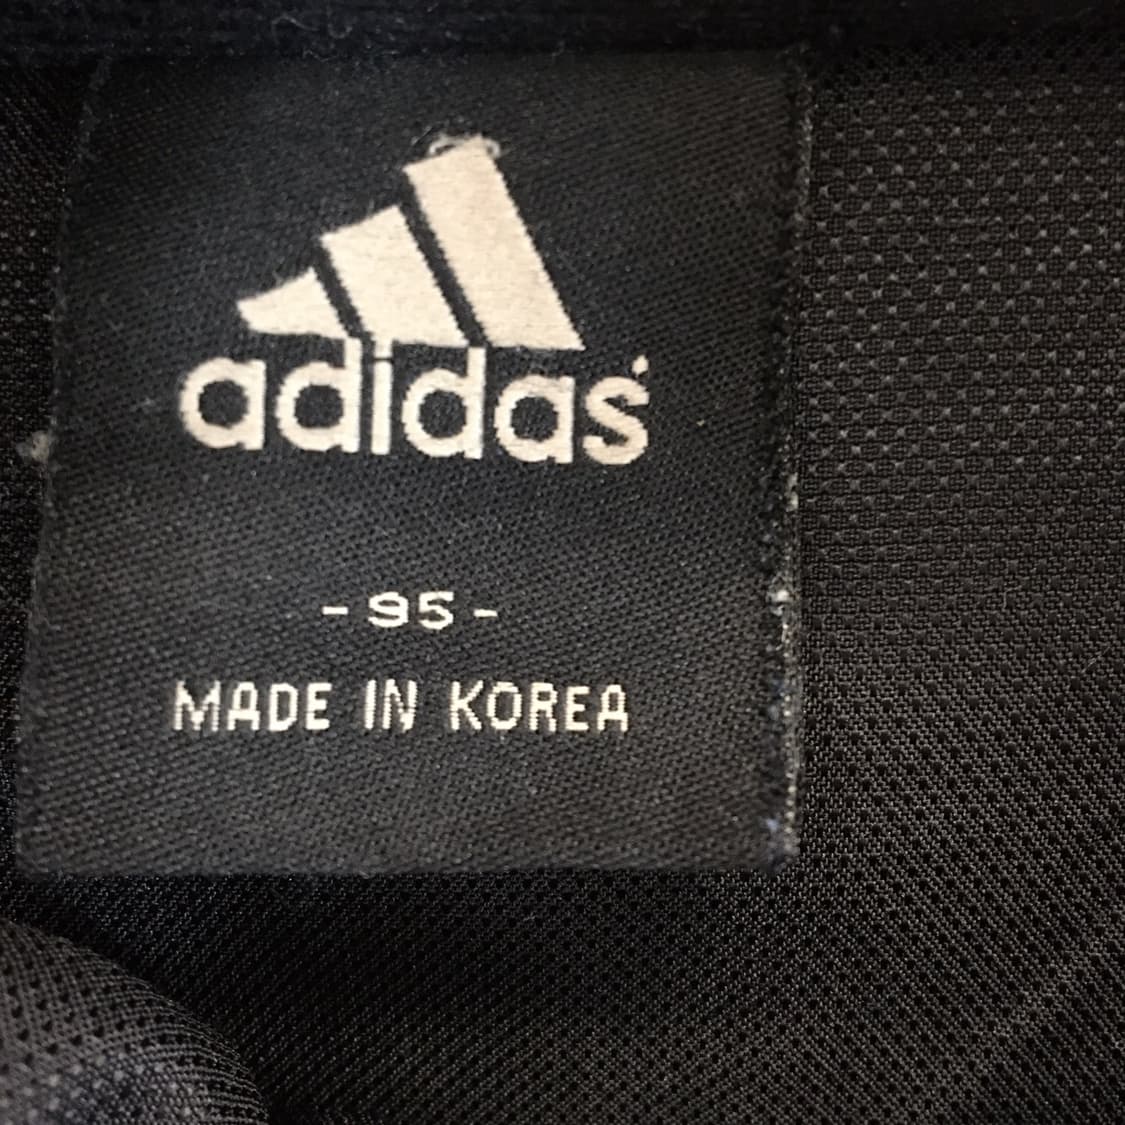 adidas
- 95 -
MADE IN KOREA